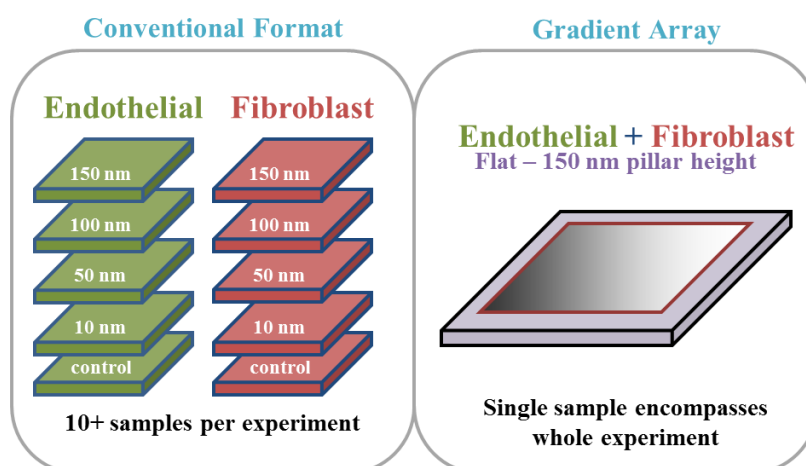 Conventional Format
Endothelial
150 nm
100 nm
50 nm
10 nm
control
Fibroblast
150 nm
100 nm
50 nm
10 nm
control
10+ samples per experiment
Gradient Array
Endothelial + Fibroblast
Flat – 150 nm pillar height
Single sample encompasses
whole experiment